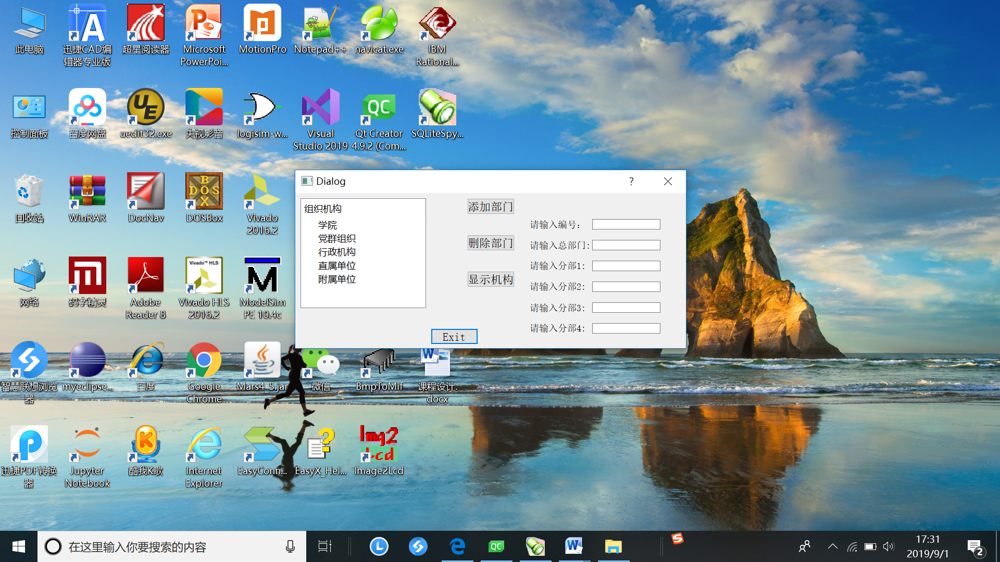 此电脑
迅捷CAD编
辑器专业版
超星阅读器
Microsoft
PowerPoi...
MotionPro
Notepad++
navicat.exe
IBM
Rational...
控制面板
百度网盘
uedit32.exe
央视影音
logisim-w...
Visual
Studio 2019
Qt Creator
4.9.2 (Com...
SQLiteSpy...
回收站
WinRAR
DocNav
DOSBox
Vivado
2016.2
Dialog
组织机构
学院
党群组织
行政机构
直属单位
附属单位
添加部门
删除部门
显示机构
请输入编号：
请输入总部门：
请输入分部1：
请输入分部2：
请输入分部3：
请输入分部4：
Exit
网络
码字精灵
Adobe
Reader 8
Vivado HLS
2016.2
ModelSim
PE 10.4c
智慧联想浏览
器
myeclipse...
百度
Google
Chrome
Mars4_5.jar
微信
BmpToMif
课程设计.
docx
迅捷PDF转换
器
Jupyter
Notebook
酷我K歌
Internet
Explorer
EasyConn...
EasyX_Hel...
Image2Lcd
在这里输入你要搜索的内容
17:31
2019/9/1
2